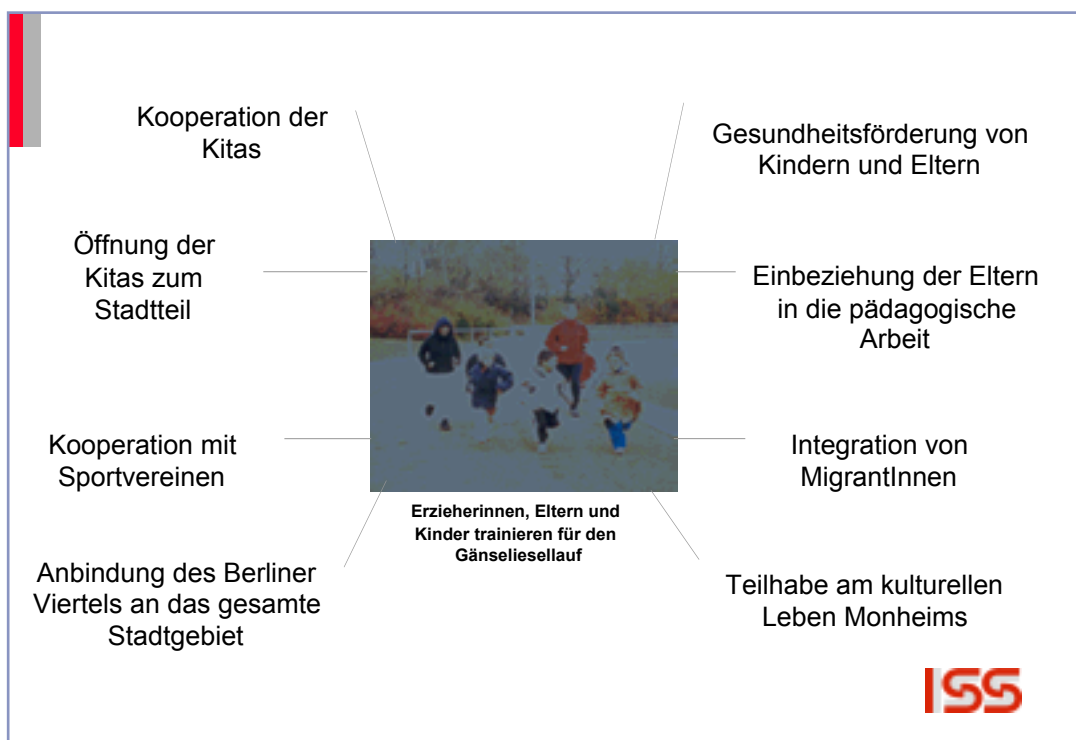 Kooperation der
Kitas
Gesundheitsförderung von
Kindern und Eltern
Öffnung der
Kitas zum
Stadtteil
Einbeziehung der Eltern
in die pädagogische
Arbeit
Kooperation mit
Sportvereinen
Integration von
MigrantInnen
Erzieherinnen, Eltern und
Kinder trainieren für den
Gänseliesellauf
Anbindung des Berliner
Viertels an das gesamte
Stadtgebiet
Teilhabe am kulturellen
Leben Monheims
ISS